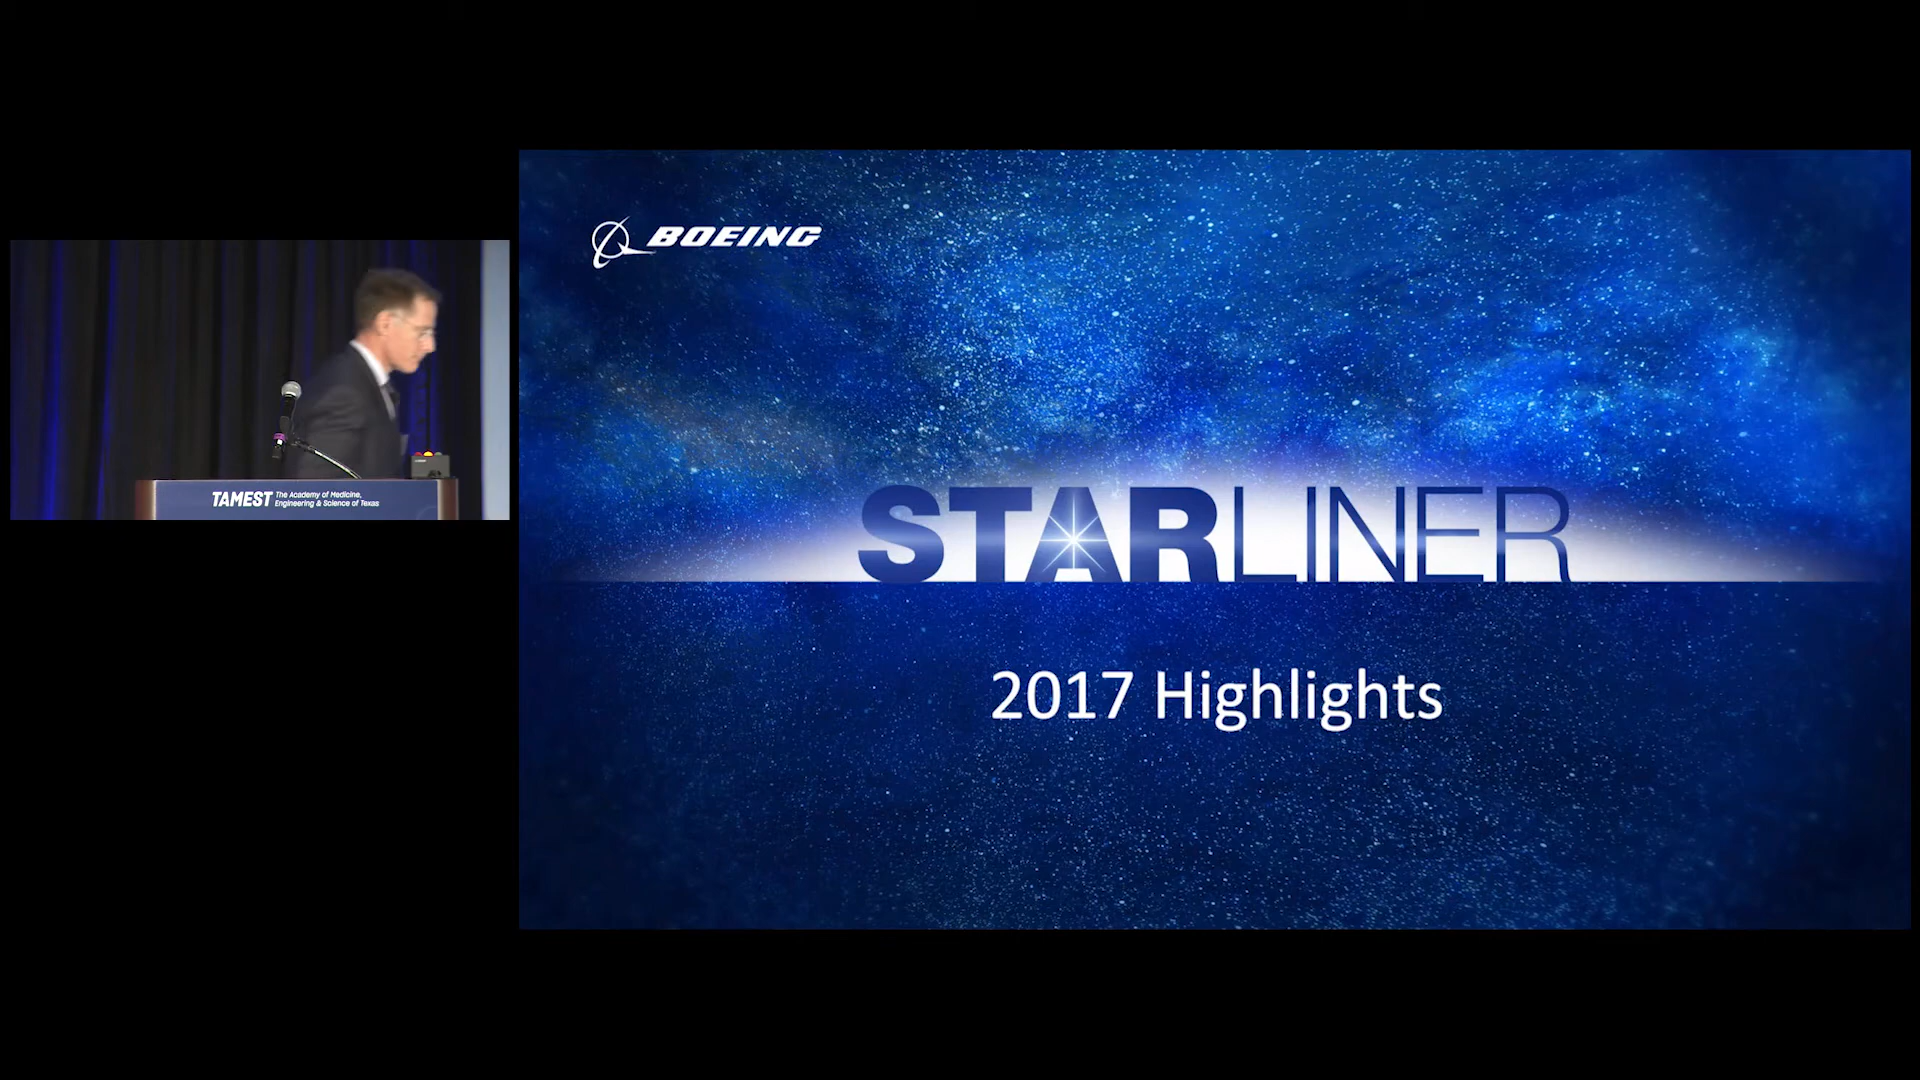 BOEING
STARLINER
2017 Highlights
TAMEST The Academy of Medicine,
Engineering & Science of Texas